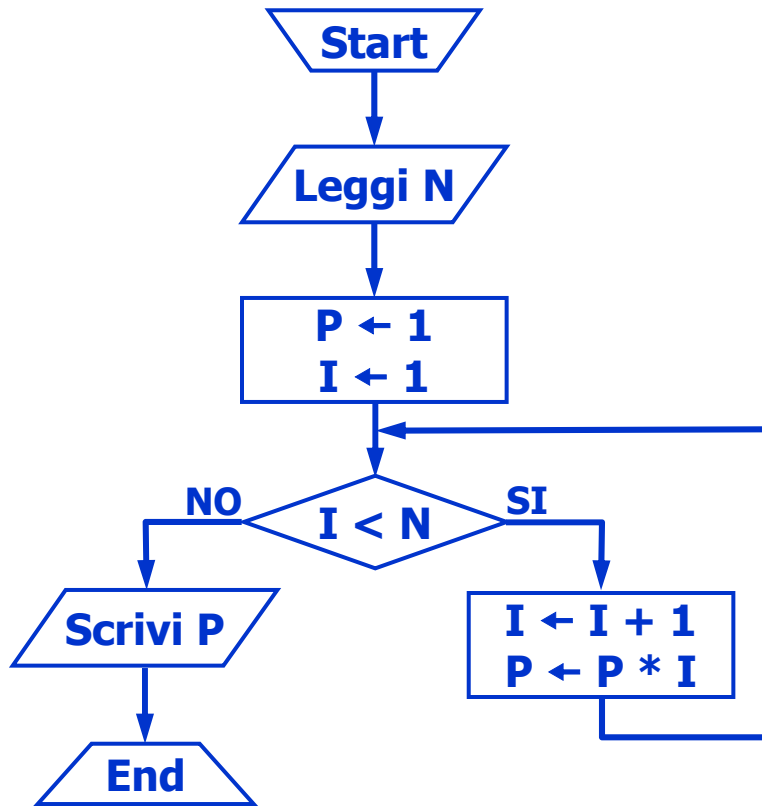 Start
Leggi N
P ← 1
I ← 1
NO
SI
I < N
Scrivi P
I ← I + 1
P ← P * I
End